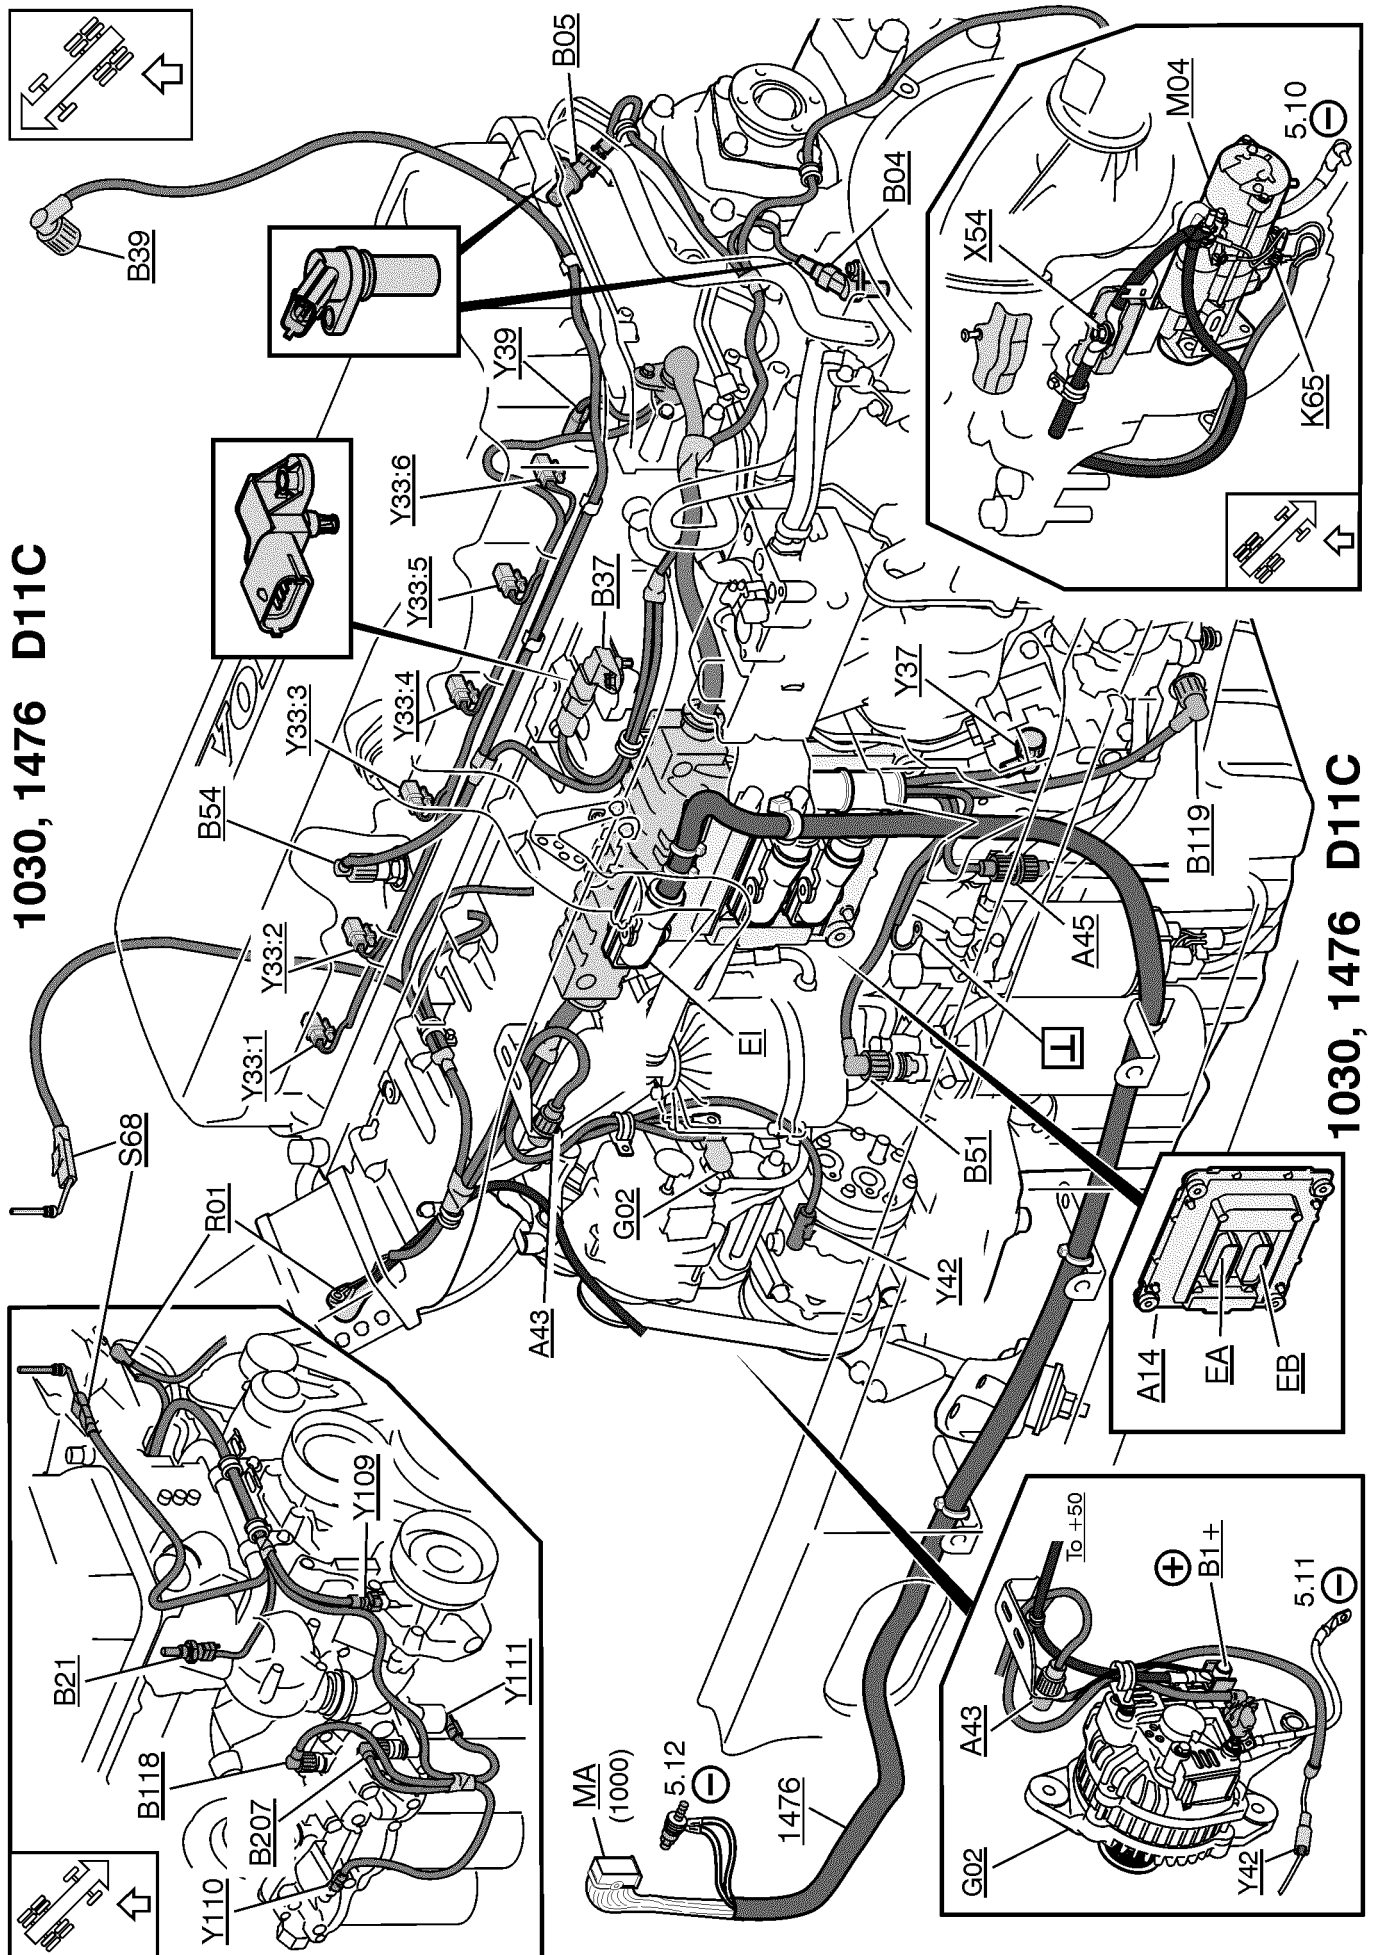 1030, 1476 D11C
B05
B39
B04
M04
5.10
X54
K65
Y39
Y33:6
Y33:5
B37
Y33:4
Y33:3
B54
Y33:2
Y33:1
Y37
B119
A45
EI
T
B51
S68
R01
G02
Y42
A43
1030, 1476 D11C
A14
EA
EB
Y109
B21
B118
B207
Y110
Y111
MA
(1000)
5.12
1476
To +50
B1+
5.11
A43
G02
Y42